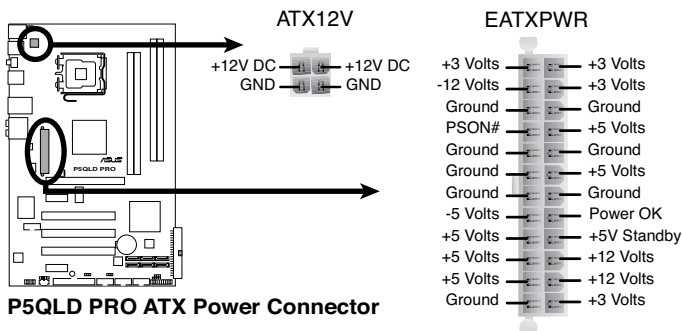 ATX12V
EATXPWR
+12V DC +12V DC
GND GND
+3 Volts +3 Volts
-12 Volts +3 Volts
Ground Ground
PSON# +5 Volts
Ground Ground
Ground +5 Volts
Ground Ground
-5 Volts Power OK
+5 Volts +5V Standby
+5 Volts +12 Volts
+5 Volts +12 Volts
Ground +3 Volts
ASUS
P5QLD PRO
P5QLD PRO ATX Power Connector